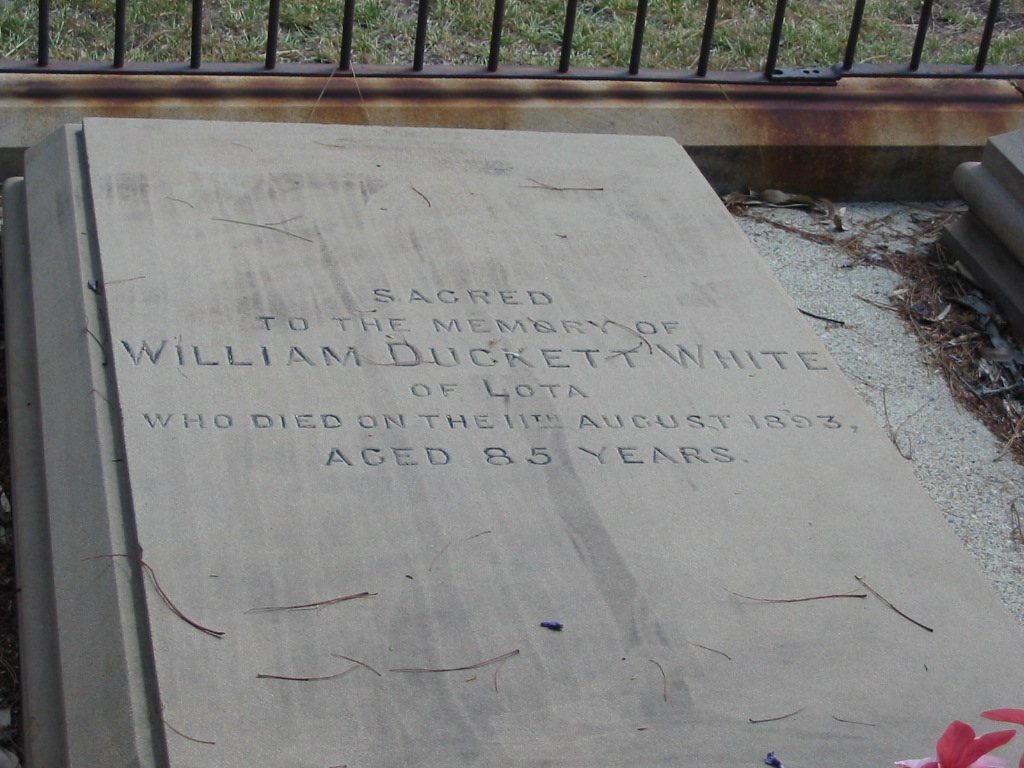 SACRED
TO THE MEMORY OF
WILLIAM DUCKETT WHITE
OF LOTA
WHO DIED ON THE 11TH AUGUST 1893,
AGED 85 YEARS.